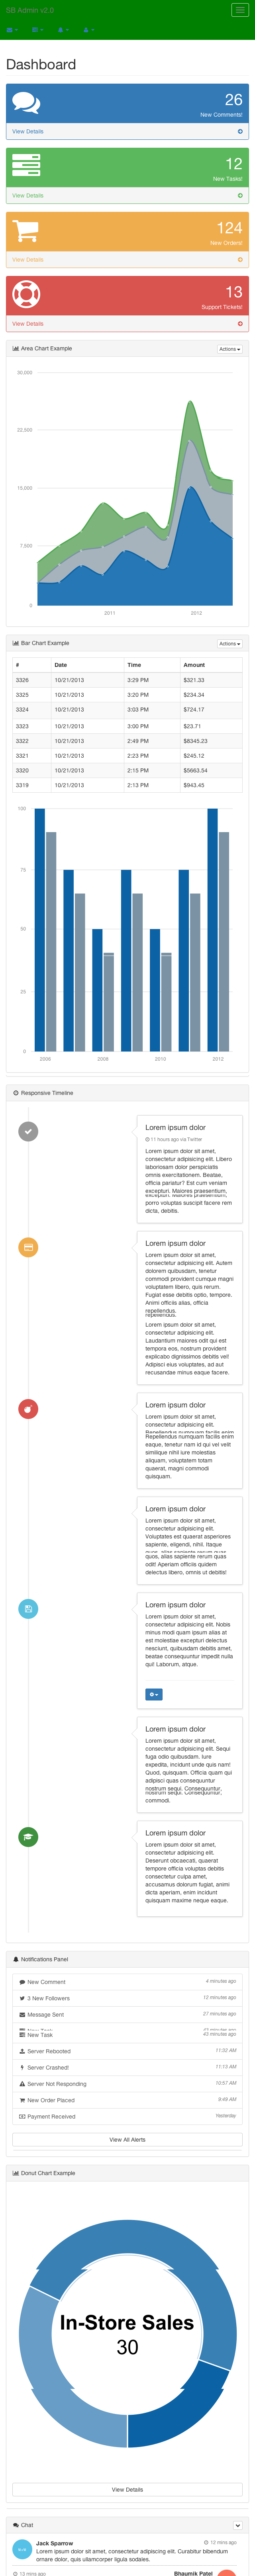 SB Admin v2.0
Dashboard
26
New Comments!
View Details
12
New Tasks!
View Details
124
New Orders!
View Details
13
Support Tickets!
View Details
Area Chart Example
Actions
30,000
22,500
15,000
7,500
0
2011
2012
Bar Chart Example
Actions
# Date Time Amount
3326 10/21/2013 3:29 PM $321.33
3325 10/21/2013 3:20 PM $234.34
3324 10/21/2013 3:03 PM $724.17
3323 10/21/2013 3:00 PM $23.71
3322 10/21/2013 2:49 PM $8345.23
3321 10/21/2013 2:23 PM $245.12
3320 10/21/2013 2:15 PM $5663.54
3319 10/21/2013 2:13 PM $943.45
100
75
50
25
0
2006 2008 2010 2012
Responsive Timeline
Lorem ipsum dolor
11 hours ago via Twitter
Lorem ipsum dolor sit amet,
consectetur adipisicing elit. Libero
laboriosam dolor perspiciatis
omnis exercitationem. Beatae,
officia pariatur? Est cum veniam
excepturi. Maiores praesentium,
excepturi. Maiores praesentium,
porro voluptas suscipit facere rem
dicta, debitis.
Lorem ipsum dolor
Lorem ipsum dolor sit amet,
consectetur adipisicing elit. Autem
dolorem quibusdam, tenetur
commodi provident cumque magni
voluptatem libero, quis rerum.
Fugiat esse debitis optio, tempore.
Animi officiis alias, officia
repellendus.
repellendus.
Lorem ipsum dolor sit amet,
consectetur adipisicing elit.
Laudantium maiores odit qui est
tempora eos, nostrum provident
explicabo dignissimos debitis vel!
Adipisci eius voluptates, ad aut
recusandae minus eaque facere.
Lorem ipsum dolor
Lorem ipsum dolor sit amet,
consectetur adipisicing elit.
Repellendus numquam facilis enim
Repellendus numquam facilis enim
eaque, tenetur nam id qui vel velit
similique nihil iure molestias
aliquam, voluptatem totam
quaerat, magni commodi
quisquam.
Lorem ipsum dolor
Lorem ipsum dolor sit amet,
consectetur adipisicing elit.
Voluptates est quaerat asperiores
sapiente, eligendi, nihil. Itaque
quos, alias sapiente rerum quas
quos, alias sapiente rerum quas
odit! Aperiam officiis quidem
delectus libero, omnis ut debitis!
Lorem ipsum dolor
Lorem ipsum dolor sit amet,
consectetur adipisicing elit. Nobis
minus modi quam ipsum alias at
est molestiae excepturi delectus
nesciunt, quibusdam debitis amet,
beatae consequuntur impedit nulla
qui! Laborum, atque.
Lorem ipsum dolor
Lorem ipsum dolor sit amet,
consectetur adipisicing elit. Sequi
fuga odio quibusdam. Iure
expedita, incidunt unde quis nam!
Quod, quisquam. Officia quam qui
adipisci quas consequuntur
nostrum sequi. Consequuntur,
nostrum sequi. Consequuntur,
commodi.
Lorem ipsum dolor
Lorem ipsum dolor sit amet,
consectetur adipisicing elit.
Deserunt obcaecati, quaerat
tempore officia voluptas debitis
consectetur culpa amet,
accusamus dolorum fugiat, animi
dicta aperiam, enim incidunt
quisquam maxime neque eaque.
Notifications Panel
New Comment 4 minutes ago
3 New Followers 12 minutes ago
Message Sent 27 minutes ago
New Task 43 minutes ago
New Task 43 minutes ago
Server Rebooted 11:32 AM
Server Crashed! 11:13 AM
Server Not Responding 10:57 AM
New Order Placed 9:49 AM
Payment Received Yesterday
View All Alerts
Donut Chart Example
In-Store Sales
30
View Details
Chat
Jack Sparrow 12 mins ago
Lorem ipsum dolor sit amet, consectetur adipiscing elit. Curabitur bibendum
ornare dolor, quis ullamcorper ligula sodales.
13 mins ago Bhaumik Patel